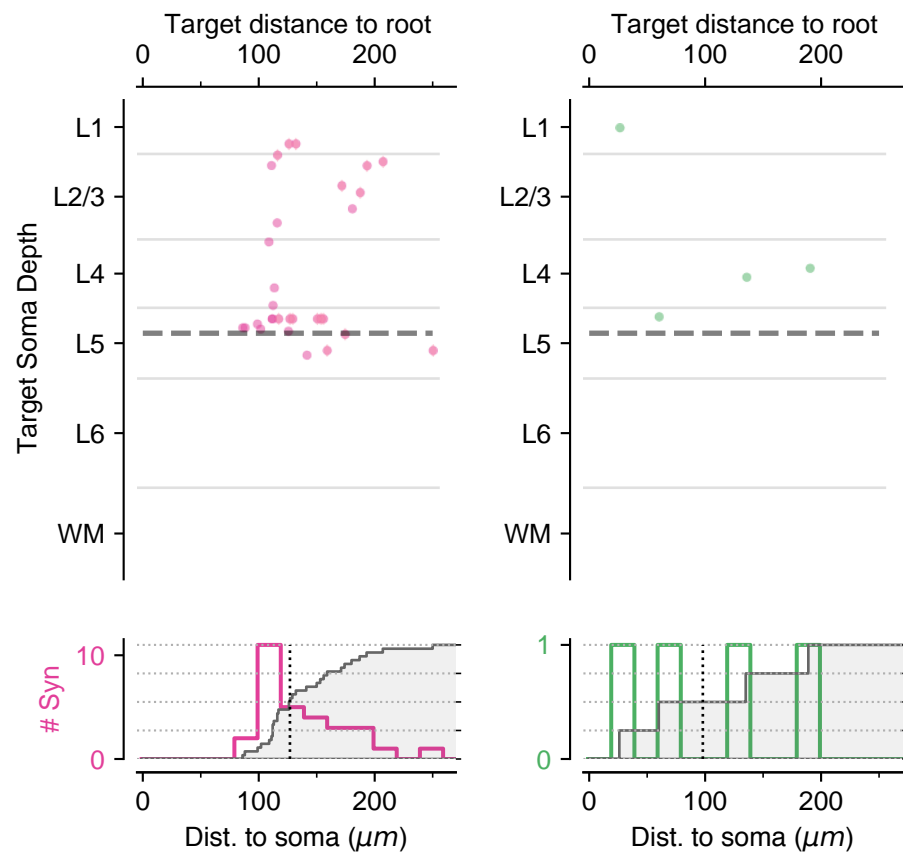 Target distance to root
Target distance to root
0 100 200
0 100 200
Target Soma Depth
L1
L2/3
L4
L5
L6
WM
L1
L2/3
L4
L5
L6
WM
# Syn
10
0
1
0
0 100 200
0 100 200
Dist. to soma (μm)
Dist. to soma (μm)